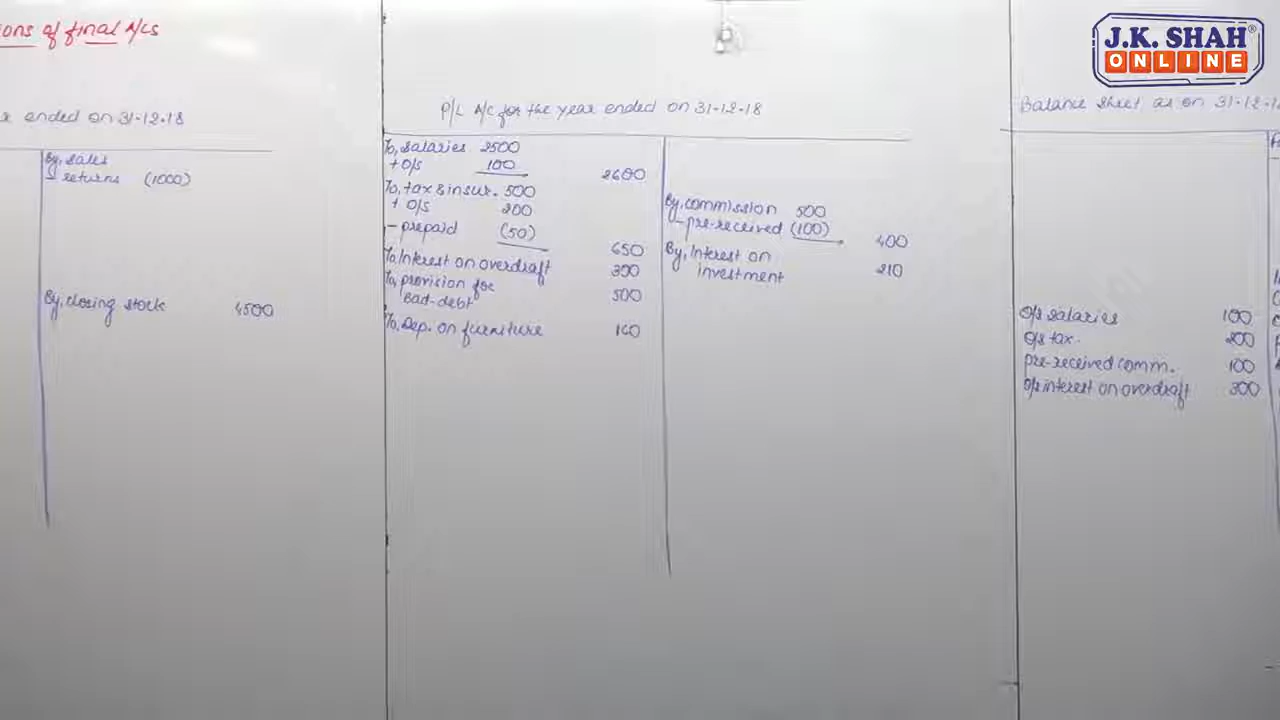 J.K. SHAH®
ONLINE
ons of final A/cs
ended on 31-12-18
By, sales
- returns (1000)
By, closing stock 4500
P/L A/c for the year ended on 31-12-18
To, salaries 2500
+ O/S 100 2600
To, tax & insur. 500
+ O/S 200
- prepaid (50) 650
To, Interest on overdraft 300
To, provision for
Bad-debt 500
To, Dep. on furniture 160
By, commission 500
- pre-received (100) 400
By, Interest on
investment 210
Balance sheet as on 31-12-1
O/S salaries 100
O/S tax. 200
pre-received comm. 100
O/S interest on overdraft 300